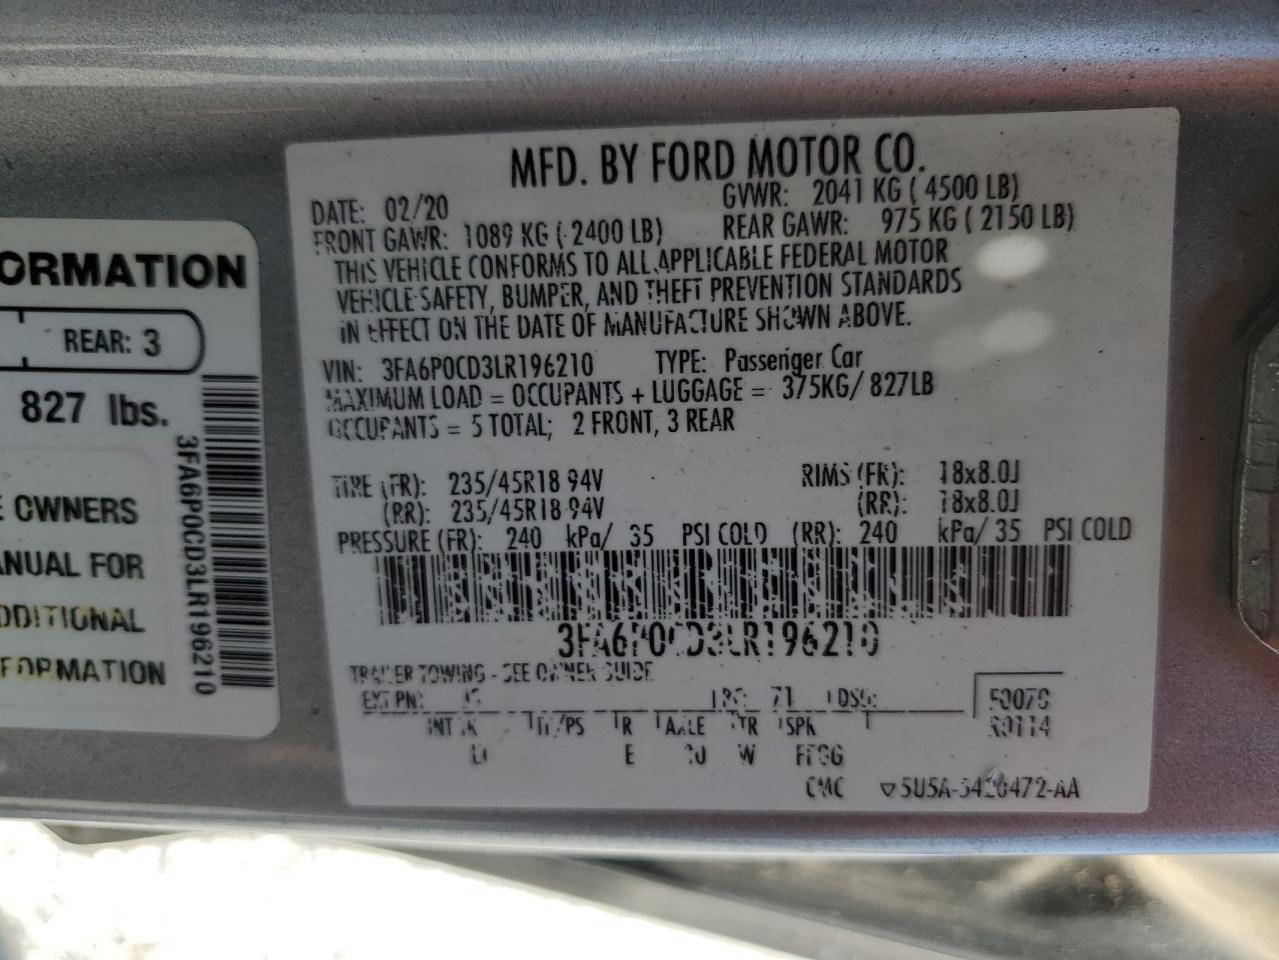 ORMATION
REAR: 3
827 lbs.
3FA6P0CD3LR196210
E OWNERS
ANUAL FOR
DDITIONAL
FORMATION
MFD. BY FORD MOTOR CO.
DATE: 02/20 GVWR: 2041 KG ( 4500 LB)
FRONT GAWR: 1089 KG ( 2400 LB) REAR GAWR: 975 KG ( 2150 LB)
THIS VEHICLE CONFORMS TO ALL APPLICABLE FEDERAL MOTOR
VEHICLE SAFETY, BUMPER, AND THEFT PREVENTION STANDARDS
IN EFFECT ON THE DATE OF MANUFACTURE SHOWN ABOVE.
VIN: 3FA6P0CD3LR196210 TYPE: Passenger Car
MAXIMUM LOAD = OCCUPANTS + LUGGAGE = 375KG/ 827LB
OCCUPANTS = 5 TOTAL; 2 FRONT, 3 REAR
TIRE (FR): 235/45R18 94V RIMS (FR): 18x8.0J
(RR): 235/45R18 94V (RR): 18x8.0J
PRESSURE (FR): 240 kPa/ 35 PSI COLD (RR): 240 kPa/ 35 PSI COLD
3FA6P0CD3LR196210
TRAILER TOWING - SEE OWNER GUIDE
EXT PNT: 71 DSO:
INT TR TP/PS R AXLE TR SPR
E W
CMC